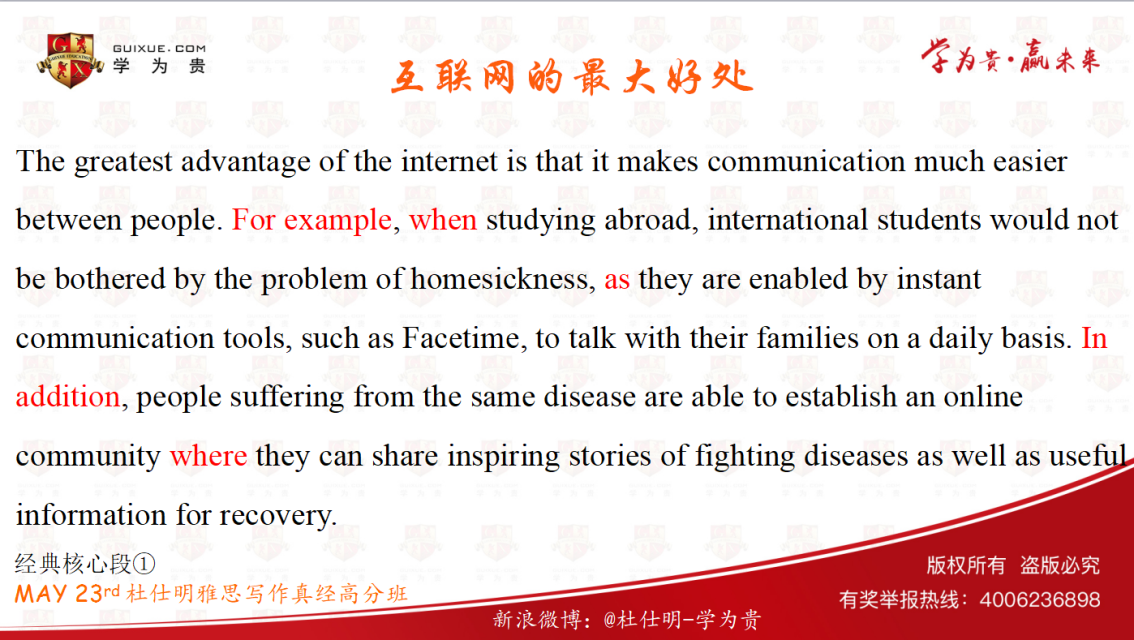 GUIXUE.COM
学为贵
学为贵·赢未来
互联网的最大好处
The greatest advantage of the internet is that it makes communication much easier
between people. For example, when studying abroad, international students would not
be bothered by the problem of homesickness, as they are enabled by instant
communication tools, such as Facetime, to talk with their families on a daily basis. In
addition, people suffering from the same disease are able to establish an online
community where they can share inspiring stories of fighting diseases as well as useful
information for recovery.
经典核心段①
MAY 23rd 杜仕明雅思写作真经高分班
新浪微博：@杜仕明-学为贵
版权所有 盗版必究
有奖举报热线：4006236898